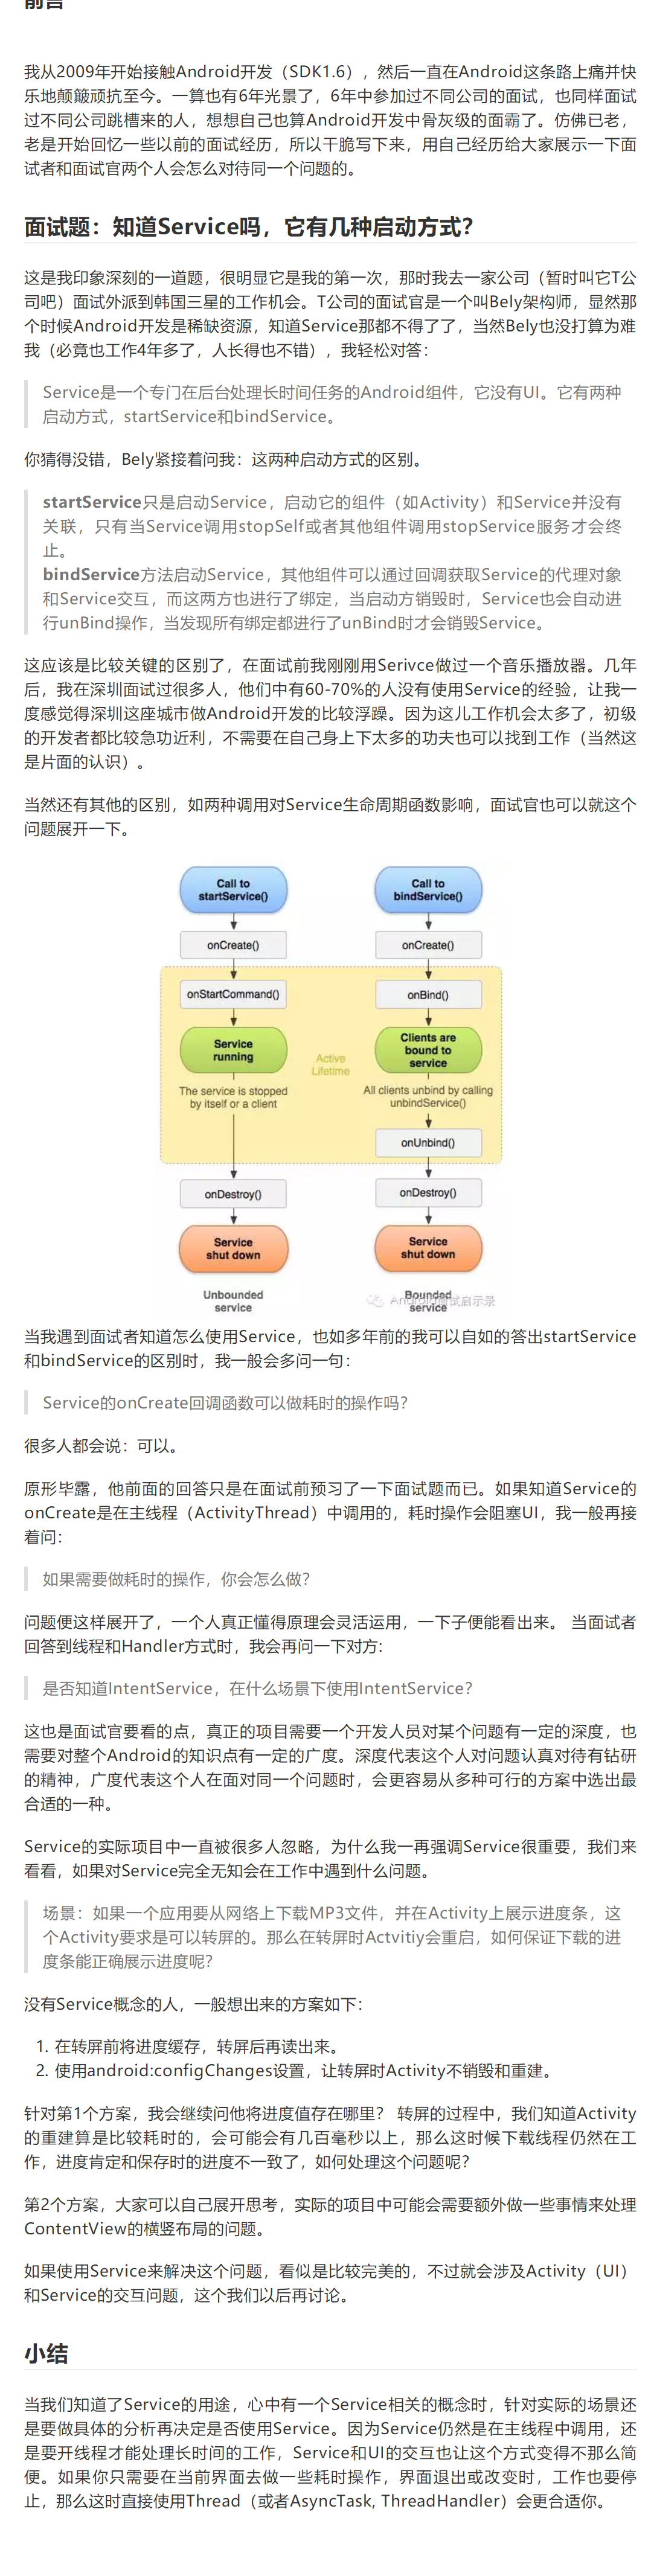 前言
我从2009年开始接触Android开发（SDK1.6），然后一直在Android这条路上痛并快
乐地颠簸顽抗至今。一算也有6年光景了，6年中参加过不同公司的面试，也同样面试
过不同公司跳槽来的人，想想自己也算Android开发中骨灰级的面霸了。仿佛已老，
老是开始回忆一些以前的面试经历，所以干脆写下来，用自己经历给大家展示一下面
试者和面试官两个人会怎么对待同一个问题的。
面试题：知道Service吗，它有几种启动方式？
这是我印象深刻的一道题，很明显它是我的第一次，那时我去一家公司（暂时叫它T公
司吧）面试外派到韩国三星的工作机会。T公司的面试官是一个叫Bely架构师，显然那
个时候Android开发是稀缺资源，知道Service那都不得了了，当然Bely也没打算为难
我（必竟也工作4年多了，人长得也不错），我轻松对答：
Service是一个专门在后台处理长时间任务的Android组件，它没有UI。它有两种
启动方式，startService和bindService。
你猜得没错，Bely紧接着问我：这两种启动方式的区别。
startService只是启动Service，启动它的组件（如Activity）和Service并没有
关联，只有当Service调用stopSelf或者其他组件调用stopService服务才会终
止。
bindService方法启动Service，其他组件可以通过回调获取Service的代理对象
和Service交互，而这两方也进行了绑定，当启动方销毁时，Service也会自动进
行unBind操作，当发现所有绑定都进行了unBind时才会销毁Service。
这应该是比较关键的区别了，在面试前我刚刚用Serivce做过一个音乐播放器。几年
后，我在深圳面试过很多人，他们中有60-70%的人没有使用Service的经验，让我一
度感觉得深圳这座城市做Android开发的比较浮躁。因为这儿工作机会太多了，初级
的开发者都比较急功近利，不需要在自己身上下太多的功夫也可以找到工作（当然这
是片面的认识）。
当然还有其他的区别，如两种调用对Service生命周期函数影响，面试官也可以就这个
问题展开一下。
Call to
startService()
Call to
bindService()
onCreate()
onCreate()
onStartCommand()
onBind()
Service
running
Clients are
bound to
service
Active
Lifetime
The service is stopped
by itself or a client
All clients unbind by calling
unbindService()
onUnbind()
onDestroy()
onDestroy()
Service
shut down
Service
shut down
Unbounded
service
Bounded
service
Android面试启示录
当我遇到面试者知道怎么使用Service，也如多年前的我可以自如的答出startService
和bindService的区别时，我一般会多问一句：
Service的onCreate回调函数可以做耗时的操作吗？
很多人都会说：可以。
原形毕露，他前面的回答只是在面试前预习了一下面试题而已。如果知道Service的
onCreate是在主线程（ActivityThread）中调用的，耗时操作会阻塞UI，我一般再接
着问：
如果需要做耗时的操作，你会怎么做？
问题便这样展开了，一个人真正懂得原理会灵活运用，一下子便能看出来。 当面试者
回答到线程和Handler方式时，我会再问一下对方:
是否知道IntentService，在什么场景下使用IntentService？
这也是面试官要看的点，真正的项目需要一个开发人员对某个问题有一定的深度，也
需要对整个Android的知识点有一定的广度。深度代表这个人对问题认真对待有钻研
的精神，广度代表这个人在面对同一个问题时，会更容易从多种可行的方案中选出最
合适的一种。
Service的实际项目中一直被很多人忽略，为什么我一再强调Service很重要，我们来
看看，如果对Service完全无知会在工作中遇到什么问题。
场景：如果一个应用要从网络上下载MP3文件，并在Activity上展示进度条，这
个Activity要求是可以转屏的。那么在转屏时Actvitiy会重启，如何保证下载的进
度条能正确展示进度呢？
没有Service概念的人，一般想出来的方案如下：
1. 在转屏前将进度缓存，转屏后再读出来。
2. 使用android:configChanges设置，让转屏时Activity不销毁和重建。
针对第1个方案，我会继续问他将进度值存在哪里？ 转屏的过程中，我们知道Activity
的重建算是比较耗时的，会可能会有几百毫秒以上，那么这时候下载线程仍然在工
作，进度肯定和保存时的进度不一致了，如何处理这个问题呢？
第2个方案，大家可以自己展开思考，实际的项目中可能会需要额外做一些事情来处理
ContentView的横竖布局的问题。
如果使用Service来解决这个问题，看似是比较完美的，不过就会涉及Activity（UI）
和Service的交互问题，这个我们以后再讨论。
小结
当我们知道了Service的用途，心中有一个Service相关的概念时，针对实际的场景还
是要做具体的分析再决定是否使用Service。因为Service仍然是在主线程中调用，还
是要开线程才能处理长时间的工作，Service和UI的交互也让这个方式变得不那么简
便。如果你只需要在当前界面去做一些耗时操作，界面退出或改变时，工作也要停
止，那么这时直接使用Thread（或者AsyncTask, ThreadHandler）会更合适你。